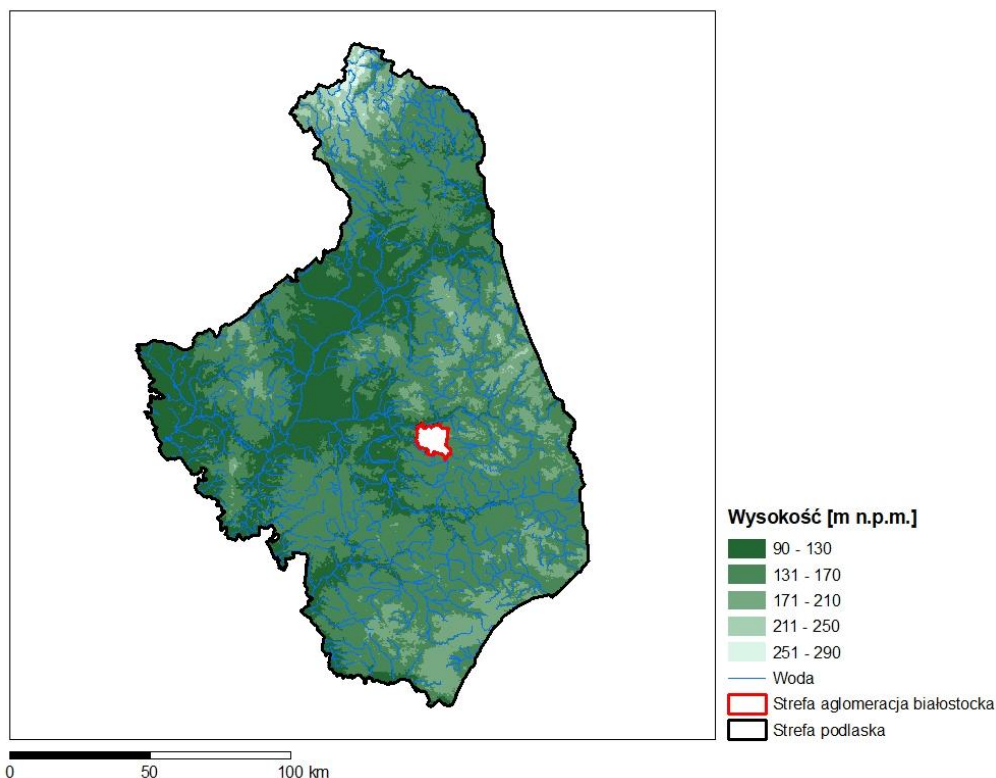 Wysokość [m n.p.m.]
90 - 130
131 - 170
171 - 210
211 - 250
251 - 290
Woda
Strefa aglomeracja białostocka
Strefa podlaska
0 50 100 km